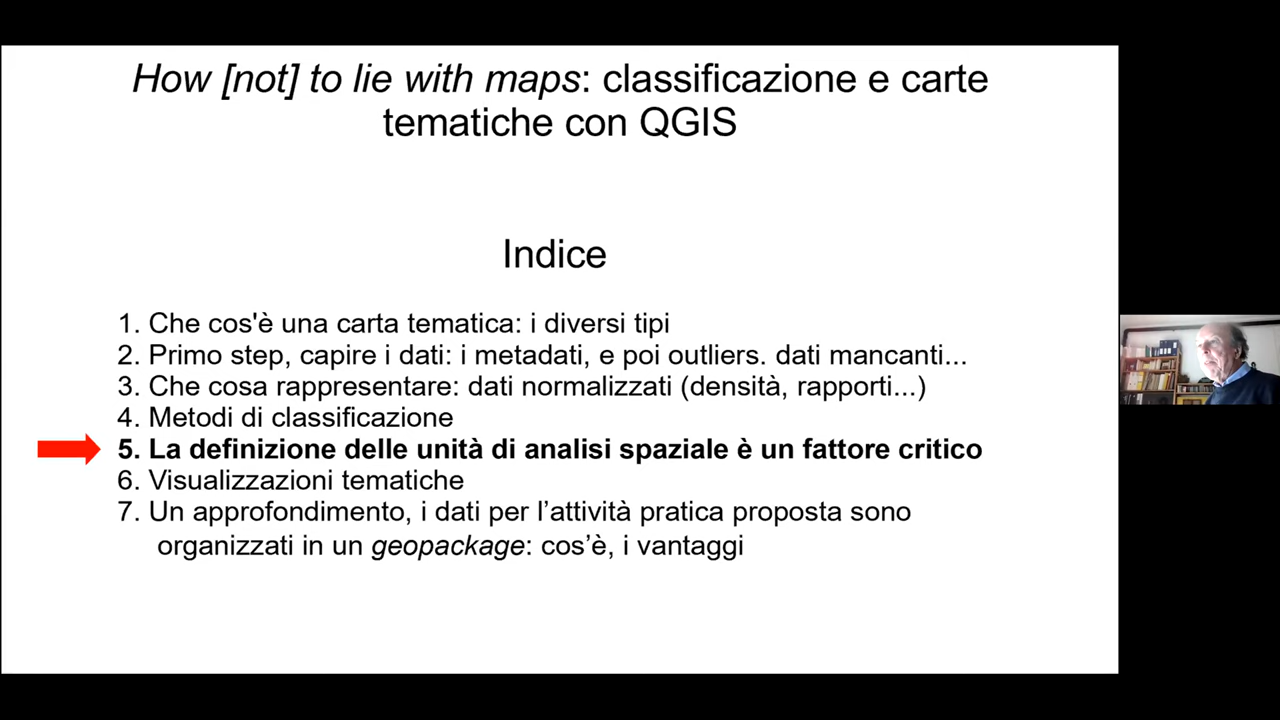 How [not] to lie with maps: classificazione e carte
tematiche con QGIS
Indice
1. Che cos'è una carta tematica: i diversi tipi
2. Primo step, capire i dati: i metadati, e poi outliers. dati mancanti...
3. Che cosa rappresentare: dati normalizzati (densità, rapporti...)
4. Metodi di classificazione
5. La definizione delle unità di analisi spaziale è un fattore critico
6. Visualizzazioni tematiche
7. Un approfondimento, i dati per l’attività pratica proposta sono
organizzati in un geopackage: cos’è, i vantaggi